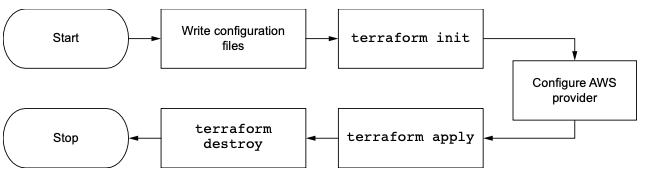 Start
Write configuration
files
terraform init
Configure AWS
provider
terraform apply
terraform
destroy
Stop